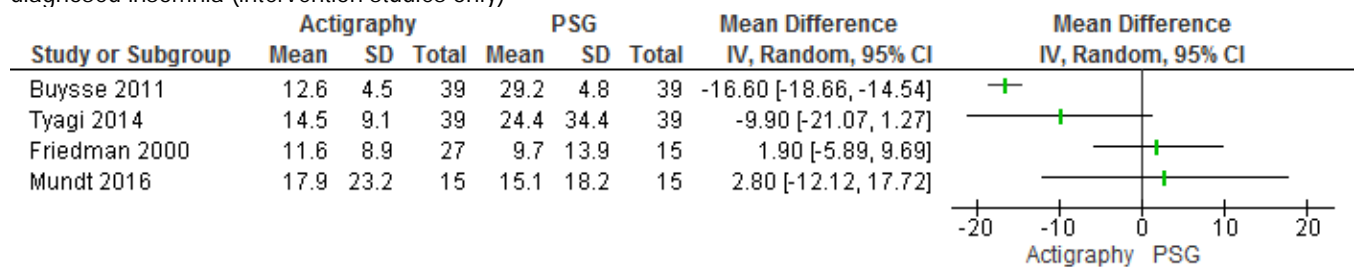 diagnosed insomnia (intervention studies only)
Actigraphy PSG Mean Difference Mean Difference
Study or Subgroup Mean SD Total Mean SD Total IV, Random, 95% CI IV, Random, 95% CI
Buysse 2011 12.6 4.5 39 29.2 4.8 39 -16.60 [-18.66, -14.54]
Tyagi 2014 14.5 9.1 39 24.4 34.4 39 -9.90 [-21.07, 1.27]
Friedman 2000 11.6 8.9 27 9.7 13.9 15 1.90 [-5.89, 9.69]
Mundt 2016 17.9 23.2 15 15.1 18.2 15 2.80 [-12.12, 17.72]
-20 -10 0 10 20
Actigraphy PSG